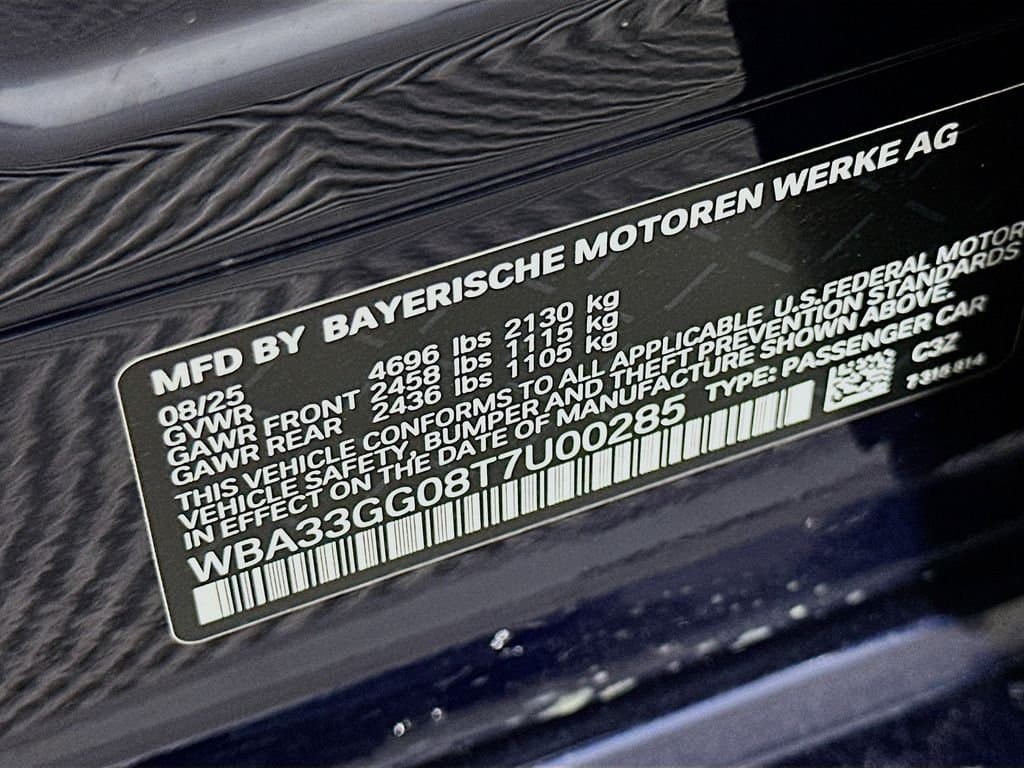 MFD BY BAYERISCHE MOTOREN WERKE AG
08/25
GVWR 4696 lbs 2130 kg
GAWR FRONT 2458 lbs 1115 kg
GAWR REAR 2436 lbs 1105 kg
THIS VEHICLE CONFORMS TO ALL APPLICABLE U.S.FEDERAL MOTOR
VEHICLE SAFETY, BUMPER AND THEFT PREVENTION STANDARDS
IN EFFECT ON THE DATE OF MANUFACTURE SHOWN ABOVE.
WBA33GG08T7U00285 TYPE: PASSENGER CAR
C3Z